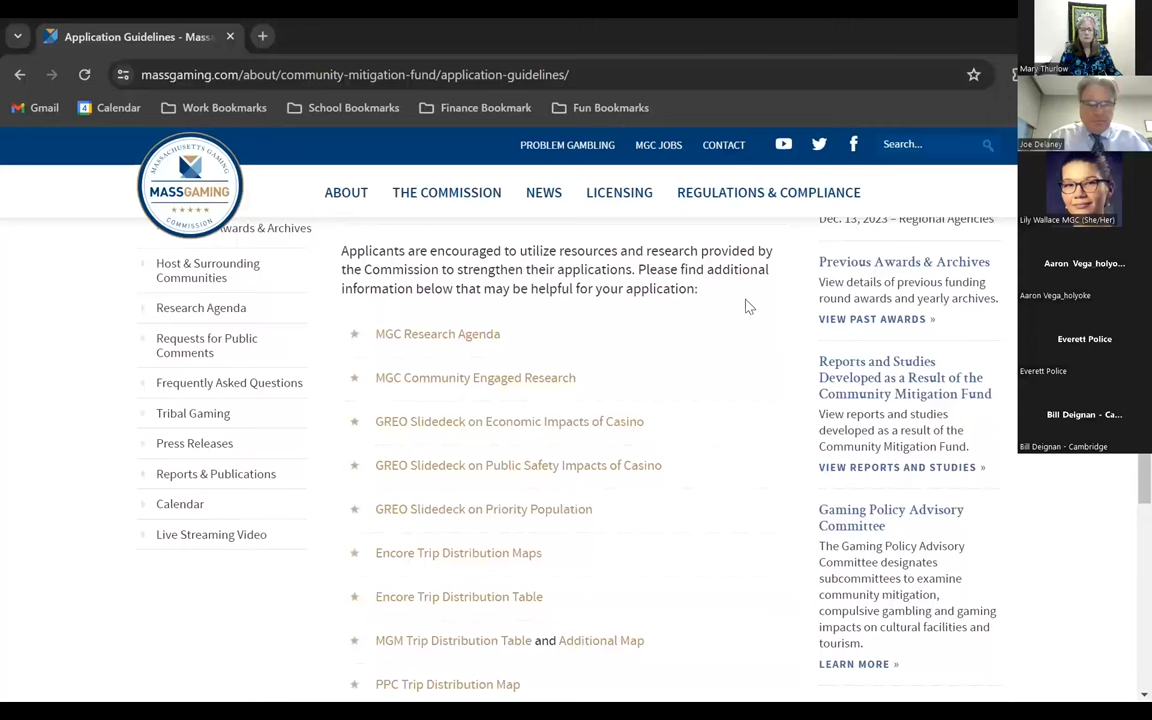 Application Guidelines - Mass
massgaming.com/about/community-mitigation-fund/application-guidelines/
Gmail
Calendar
Work Bookmarks
School Bookmarks
Finance Bookmark
Fun Bookmarks
PROBLEM GAMBLING
MGC JOBS
CONTACT
Search...
MASSACHUSETTS GAMING
MASSGAMING
COMMISSION
ABOUT
THE COMMISSION
NEWS
LICENSING
REGULATIONS & COMPLIANCE
Awards & Archives
Host & Surrounding
Communities
Research Agenda
Requests for Public
Comments
Frequently Asked Questions
Tribal Gaming
Press Releases
Reports & Publications
Calendar
Live Streaming Video
Applicants are encouraged to utilize resources and research provided by
the Commission to strengthen their applications. Please find additional
information below that may be helpful for your application:
MGC Research Agenda
MGC Community Engaged Research
GREO Slidedeck on Economic Impacts of Casino
GREO Slidedeck on Public Safety Impacts of Casino
GREO Slidedeck on Priority Population
Encore Trip Distribution Maps
Encore Trip Distribution Table
MGM Trip Distribution Table and Additional Map
PPC Trip Distribution Map
Dec. 13, 2023 – Regional Agencies
Previous Awards & Archives
View details of previous funding
round awards and yearly archives.
VIEW PAST AWARDS »
Reports and Studies
Developed as a Result of the
Community Mitigation Fund
View reports and studies
developed as a result of the
Community Mitigation Fund.
VIEW REPORTS AND STUDIES »
Gaming Policy Advisory
Committee
The Gaming Policy Advisory
Committee designates
subcommittees to examine
community mitigation,
compulsive gambling and gaming
impacts on cultural facilities and
tourism.
LEARN MORE »
Mary Thurlow
Joe Delaney
Lily Wallace MGC (She/Her)
Aaron Vega_holyo...
Aaron Vega_holyoke
Everett Police
Everett Police
Bill Deignan - Ca...
Bill Deignan - Cambridge